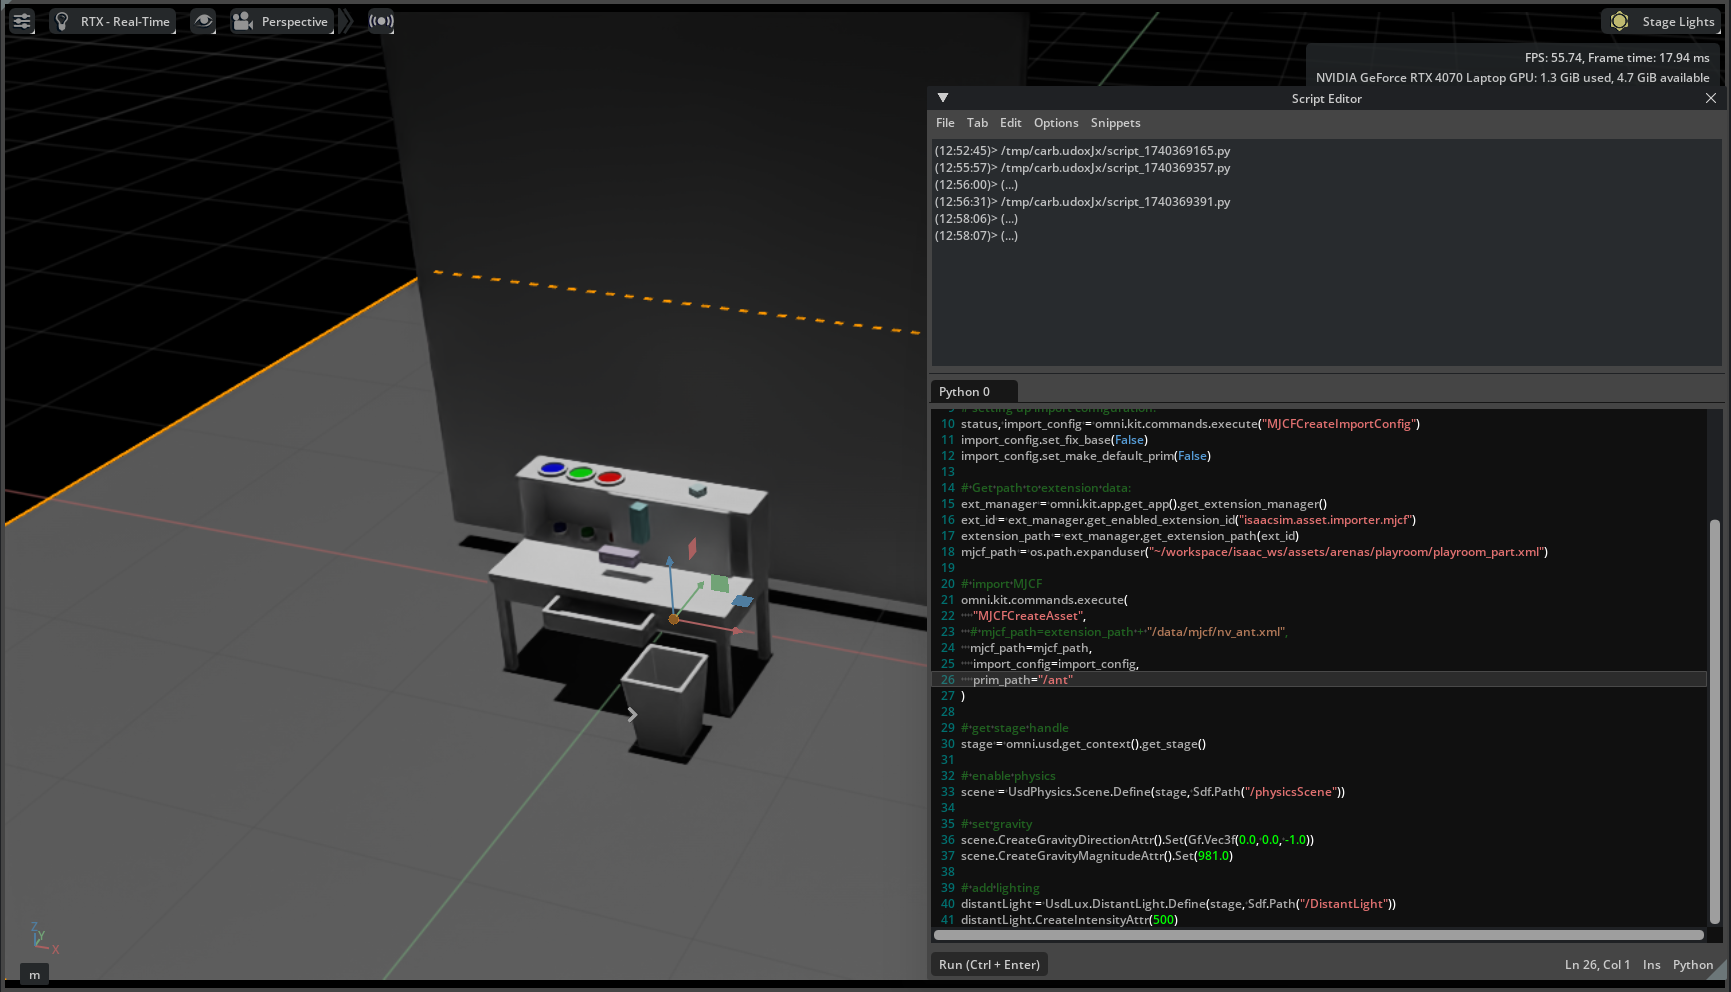 RTX - Real-Time
Perspective
Stage Lights
FPS: 55.74, Frame time: 17.94 ms
NVIDIA GeForce RTX 4070 Laptop GPU: 1.3 GiB used, 4.7 GiB available
Script Editor
File Tab Edit Options Snippets
(12:52:45)> /tmp/carb.udoxJx/script_1740369165.py
(12:55:57)> /tmp/carb.udoxJx/script_1740369357.py
(12:56:00)> (...)
(12:56:31)> /tmp/carb.udoxJx/script_1740369391.py
(12:58:06)> (...)
(12:58:07)> (...)
Python 0
9 # setting up import configuration:
10 status, import_config = omni.kit.commands.execute("MJCFCreateImportConfig")
11 import_config.set_fix_base(False)
12 import_config.set_make_default_prim(False)
13
14 # Get path to extension data:
15 ext_manager = omni.kit.app.get_app().get_extension_manager()
16 ext_id = ext_manager.get_enabled_extension_id("isaacsim.asset.importer.mjcf")
17 extension_path = ext_manager.get_extension_path(ext_id)
18 mjcf_path = os.path.expanduser("~/workspace/isaac_ws/assets/arenas/playroom/playroom_part.xml")
19
20 # import MJCF
21 omni.kit.commands.execute(
22     "MJCFCreateAsset",
23    # mjcf_path=extension_path + "/data/mjcf/nv_ant.xml",
24    mjcf_path=mjcf_path,
25     import_config=import_config,
26     prim_path="/ant"
27 )
28
29 # get stage handle
30 stage = omni.usd.get_context().get_stage()
31
32 # enable physics
33 scene = UsdPhysics.Scene.Define(stage, Sdf.Path("/physicsScene"))
34
35 # set gravity
36 scene.CreateGravityDirectionAttr().Set(Gf.Vec3f(0.0, 0.0, -1.0))
37 scene.CreateGravityMagnitudeAttr().Set(981.0)
38
39 # add lighting
40 distantLight = UsdLux.DistantLight.Define(stage, Sdf.Path("/DistantLight"))
41 distantLight.CreateIntensityAttr(500)
Run (Ctrl + Enter)
Ln 26, Col 1 Ins Python
Z
Y
X
m